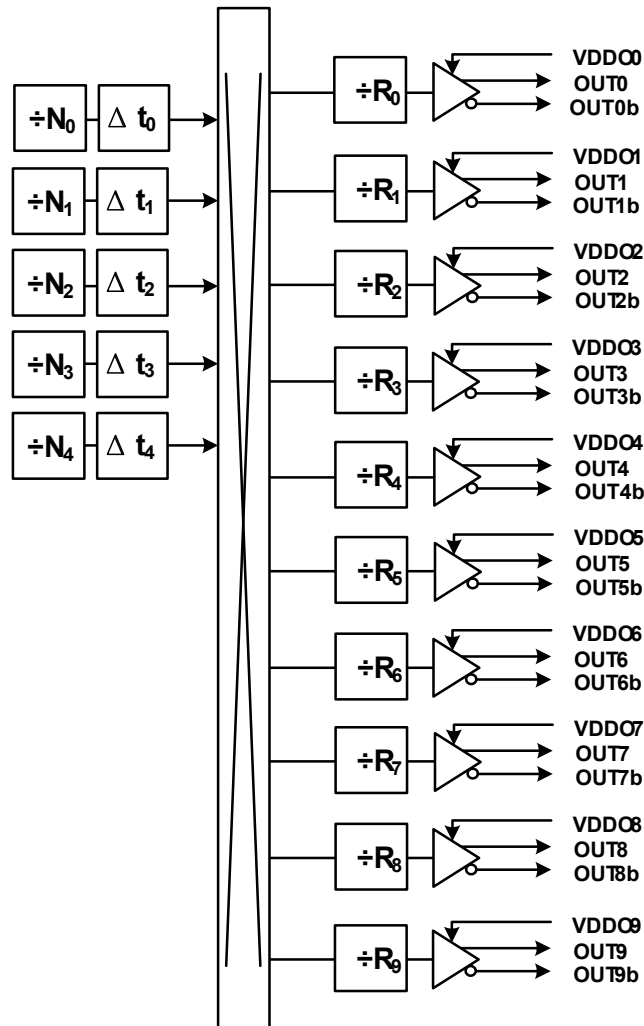 ÷N₀ Δ t₀
÷N₁ Δ t₁
÷N₂ Δ t₂
÷N₃ Δ t₃
÷N₄ Δ t₄
÷R₀
VDDO0
OUT0
OUT0b
÷R₁
VDDO1
OUT1
OUT1b
÷R₂
VDDO2
OUT2
OUT2b
÷R₃
VDDO3
OUT3
OUT3b
÷R₄
VDDO4
OUT4
OUT4b
÷R₅
VDDO5
OUT5
OUT5b
÷R₆
VDDO6
OUT6
OUT6b
÷R₇
VDDO7
OUT7
OUT7b
÷R₈
VDDO8
OUT8
OUT8b
÷R₉
VDDO9
OUT9
OUT9b